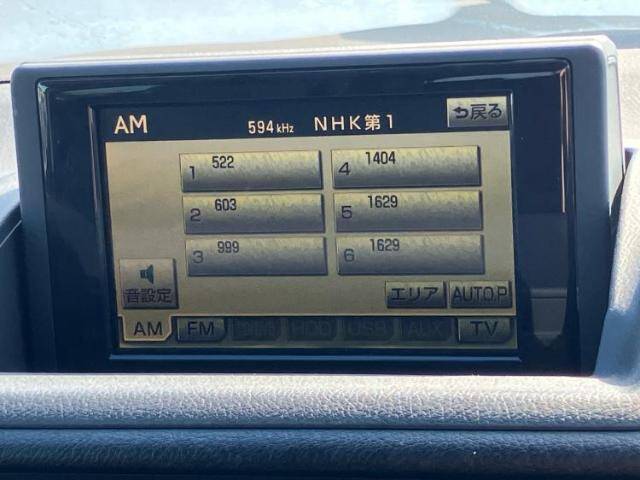 AM 594 kHz NHK第1 戻る
1 522 4 1404
2 603 5 1629
3 999 6 1629
音設定 エリア AUTO.P
AM FM HDD USB AUX TV